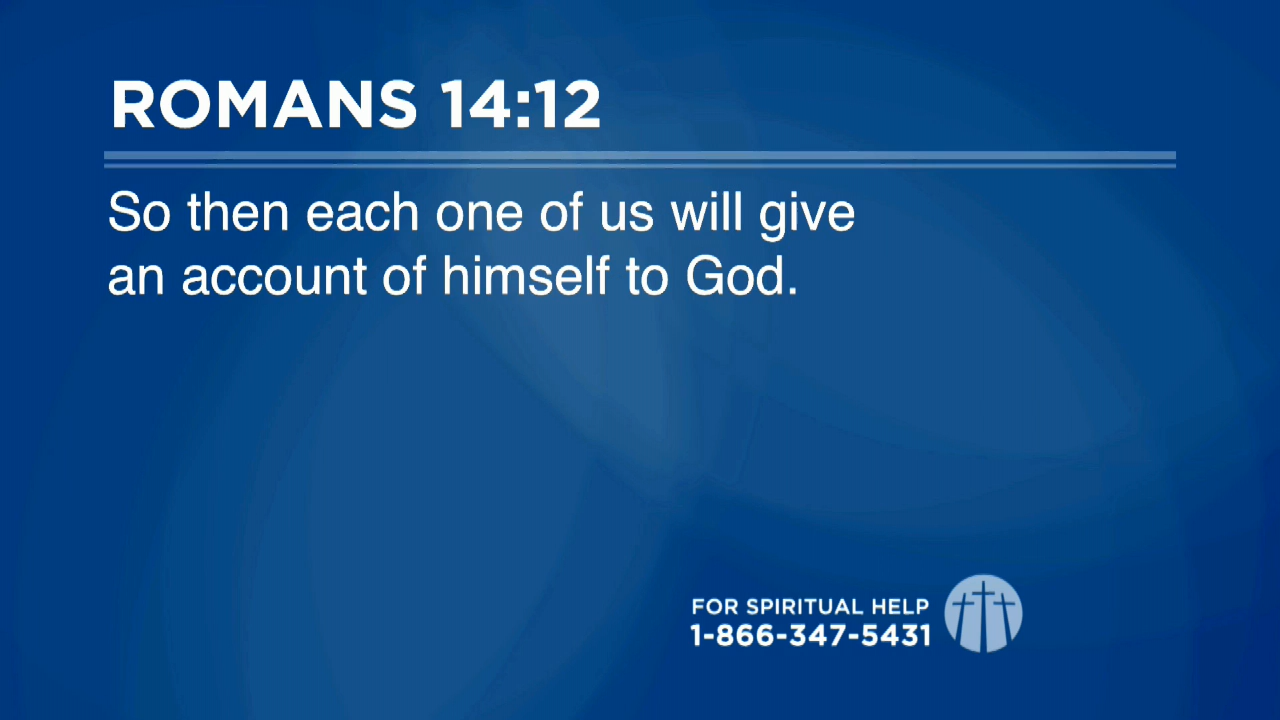 ROMANS 14:12
So then each one of us will give
an account of himself to God.
FOR SPIRITUAL HELP
1-866-347-5431